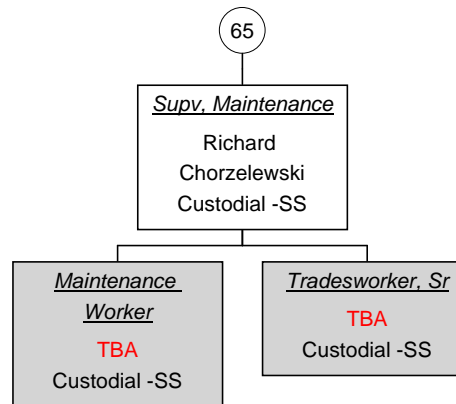 65
Supv, Maintenance
Richard
Chorzelewski
Custodial -SS
Maintenance
Worker
TBA
Custodial -SS
Tradesworker, Sr
TBA
Custodial -SS